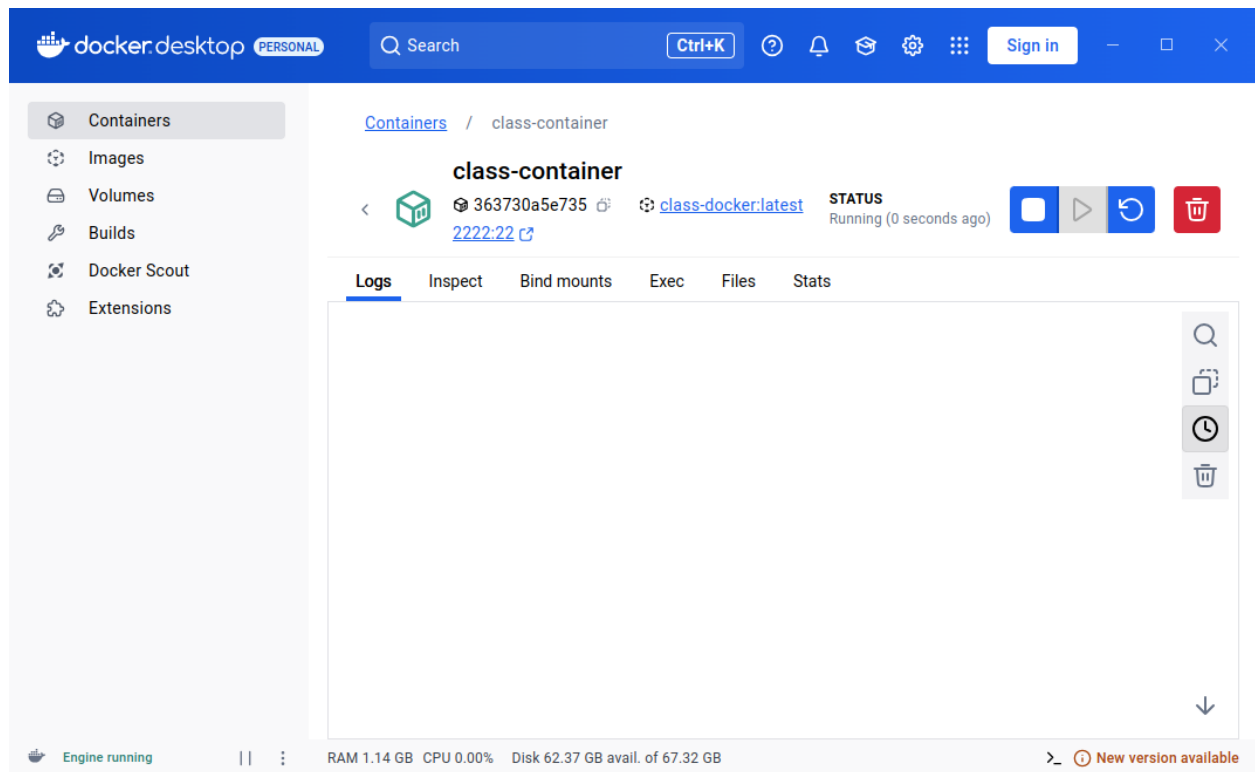 docker.desktop PERSONAL Search Ctrl+K Sign in
Containers
Images
Volumes
Builds
Docker Scout
Extensions
Containers / class-container
class-container
363730a5e735 class-docker:latest
2222:22
STATUS
Running (0 seconds ago)
Logs Inspect Bind mounts Exec Files Stats
Engine running RAM 1.14 GB CPU 0.00% Disk 62.37 GB avail. of 67.32 GB New version available